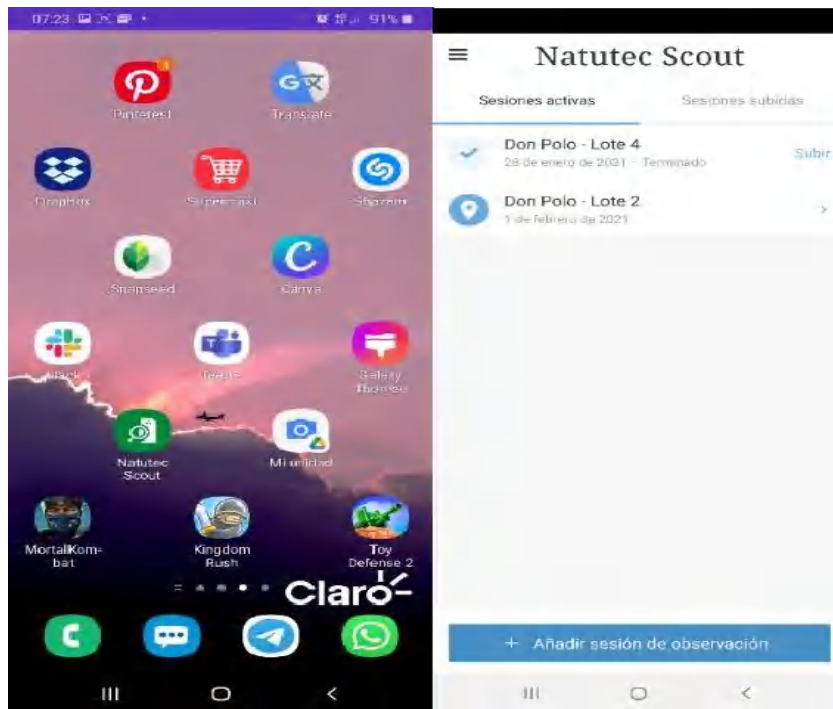 07:23
91%
3
Pinterest
Translate
Dropbox
Shazam
Snapseed
Canva
Slack
Teams
Galaxy
Themes
Natutec
Scout
Mi unidad
MortalKom-
bat
Kingdom
Rush
Toy
Defense 2
Claro
Natutec Scout
Sesiones activas
Sesiones subidas
Don Polo - Lote 4
28 de enero de 2021 - Terminado
Subir
Don Polo - Lote 2
1 de febrero de 2021
+ Añadir sesión de observación